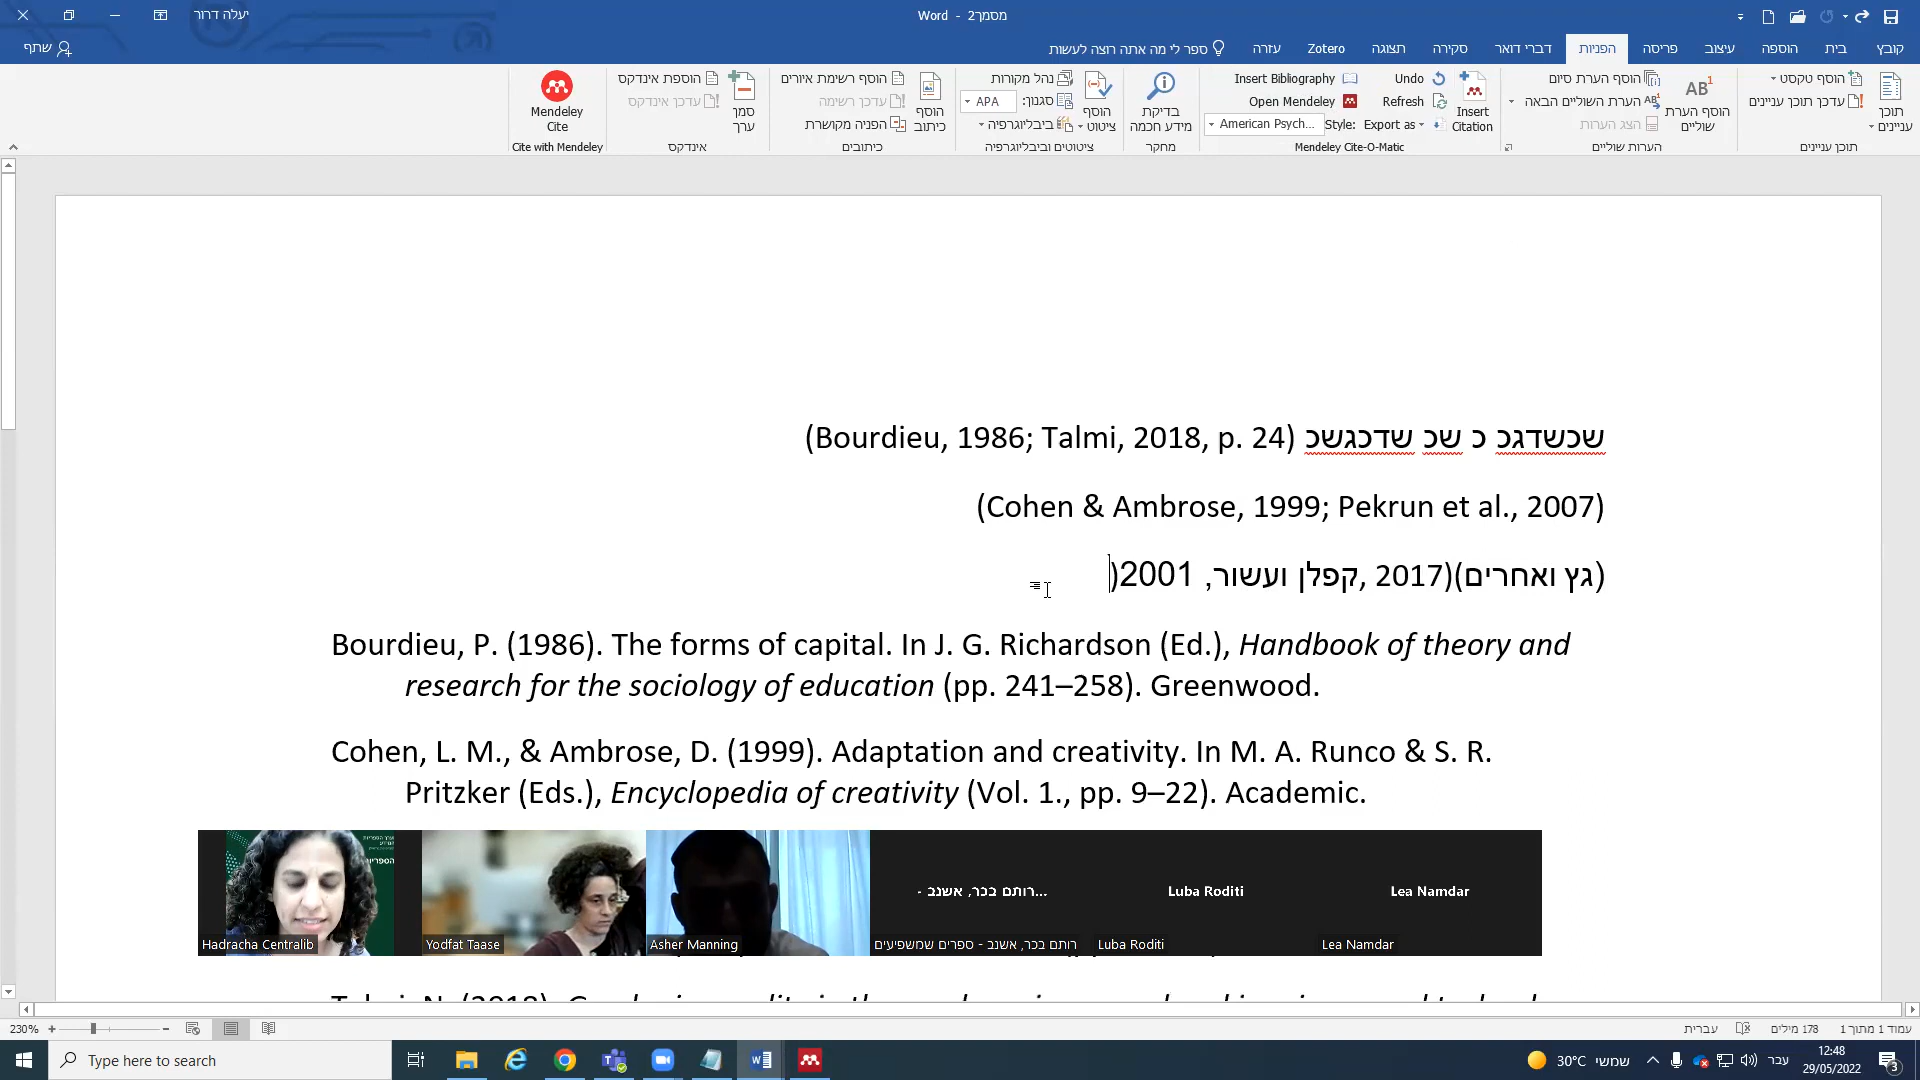 יעלה דרור
מסמך2 - Word
שתף
קובץ
בית
הוספה
עיצוב
פריסה
הפניות
דברי דואר
סקירה
תצוגה
Zotero
עזרה
ספר לי מה אתה רוצה לעשות
תוכן עניינים
הוסף טקסט
עדכן תוכן עניינים
תוכן עניינים
הוסף הערת שוליים
AB1
הוסף הערת סיום
הערת השוליים הבאה
הצג הערות
הערות שוליים
Insert Citation
Undo
Refresh
Export as
Insert Bibliography
Open Mendeley
Style: American Psych...
Mendeley Cite-O-Matic
בדיקת מידע חכמה
מחקר
הוסף ציטוט
נהל מקורות
סגנון: APA
ביבליוגרפיה
ציטוטים וביבליוגרפיה
הוסף כיתוב
הוסף רשימת איורים
עדכן רשימה
הפניה מקושרת
כיתובים
סמן ערך
הוספת אינדקס
עדכן אינדקס
אינדקס
Mendeley Cite
Cite with Mendeley
שכשדגכ כ שכ שדכגשכ (Bourdieu, 1986; Talmi, 2018, p. 24)
(Cohen & Ambrose, 1999; Pekrun et al., 2007)
(גץ ואחרים)(2017 ,קפלן ועשור, 2001(
Bourdieu, P. (1986). The forms of capital. In J. G. Richardson (Ed.), Handbook of theory and
research for the sociology of education (pp. 241–258). Greenwood.
Cohen, L. M., & Ambrose, D. (1999). Adaptation and creativity. In M. A. Runco & S. R.
Pritzker (Eds.), Encyclopedia of creativity (Vol. 1., pp. 9–22). Academic.
Hadracha Centralib
Yodfat Taase
Asher Manning
רותם בכר, אשנב - ...
רותם בכר, אשנב - ספרים שמשפיעים
Luba Roditi
Luba Roditi
Lea Namdar
Lea Namdar
עמוד 1 מתוך 1
178 מילים
עברית
230%
Type here to search
30°C שמשי
עבר
12:48
29/05/2022
3